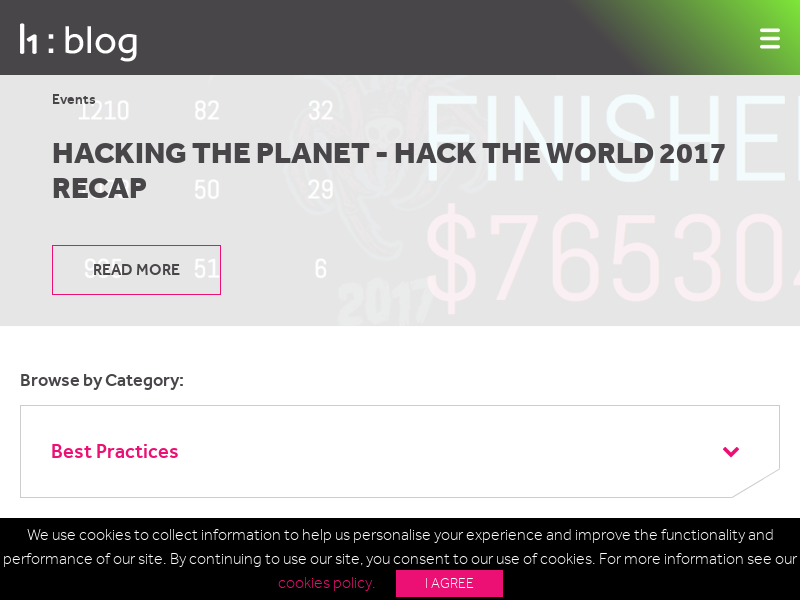 l1 : blog
Events
1210 82 32
FINISHE
HACKING THE PLANET - HACK THE WORLD 2017
RECAP
50 29
$765304
READ MORE
51 6
2017
Browse by Category:
Best Practices
We use cookies to collect information to help us personalise your experience and improve the functionality and
performance of our site. By continuing to use our site, you consent to our use of cookies. For more information see our
cookies policy. I AGREE